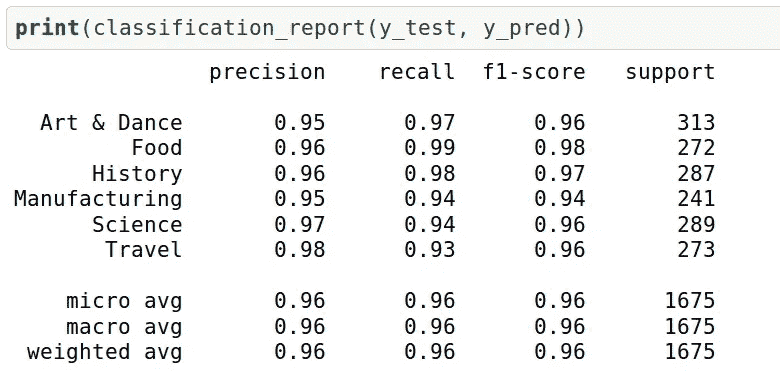 print(classification_report(y_test, y_pred))
precision recall f1-score support
Art & Dance 0.95 0.97 0.96 313
Food 0.96 0.99 0.98 272
History 0.96 0.98 0.97 287
Manufacturing 0.95 0.94 0.94 241
Science 0.97 0.94 0.96 289
Travel 0.98 0.93 0.96 273
micro avg 0.96 0.96 0.96 1675
macro avg 0.96 0.96 0.96 1675
weighted avg 0.96 0.96 0.96 1675